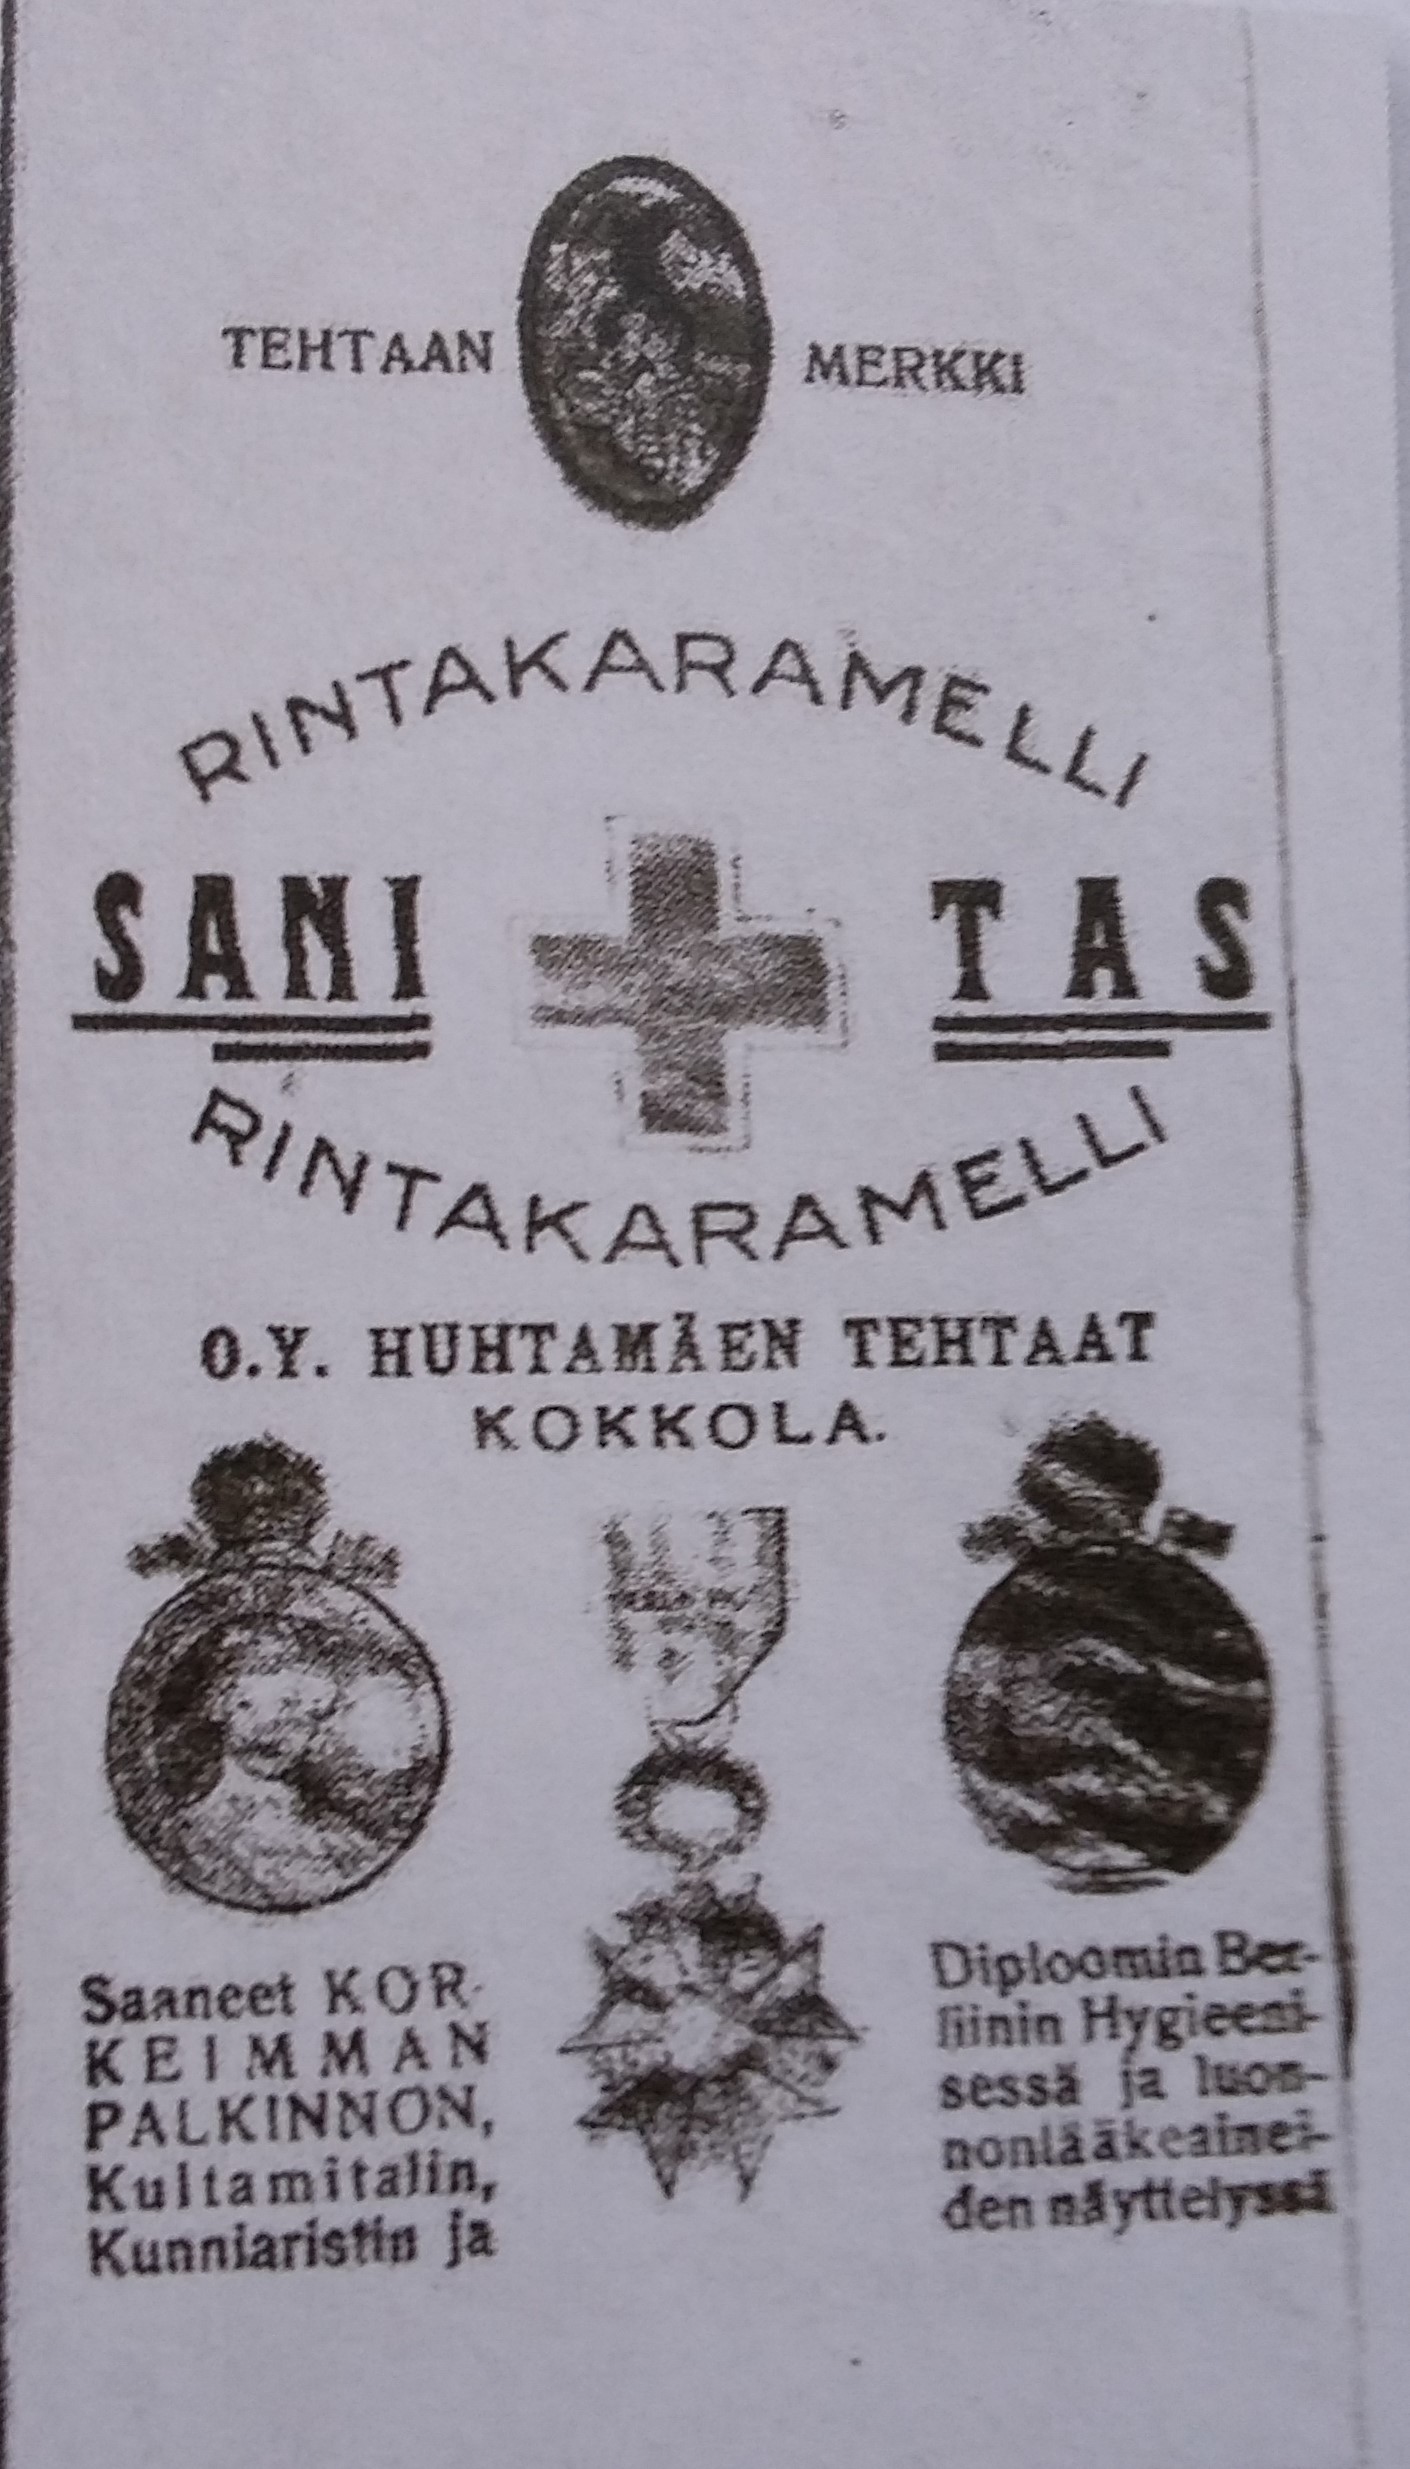 TEHTAAN MERKKI
RINTAKARAMELLI
SANI TAS
RINTAKARAMELLI
O.Y. HUHTAMÄEN TEHTAAT
KOKKOLA.
Saaneet KOR-
KEIMMAN
PALKINNON,
Kultamitalin,
Kunniaristin ja
Diploomin Ber-
liinin Hygieeni-
sessä ja luon-
nonlääkeainei-
den näyttelyssä